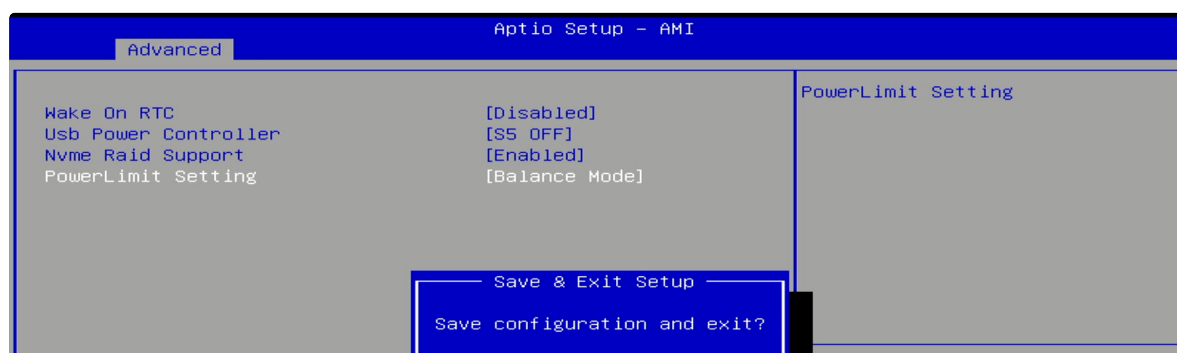 Aptio Setup – AMI
Advanced
PowerLimit Setting
Wake On RTC [Disabled]
Usb Power Controller [S5 OFF]
Nvme Raid Support [Enabled]
PowerLimit Setting [Balance Mode]
Save & Exit Setup
Save configuration and exit?